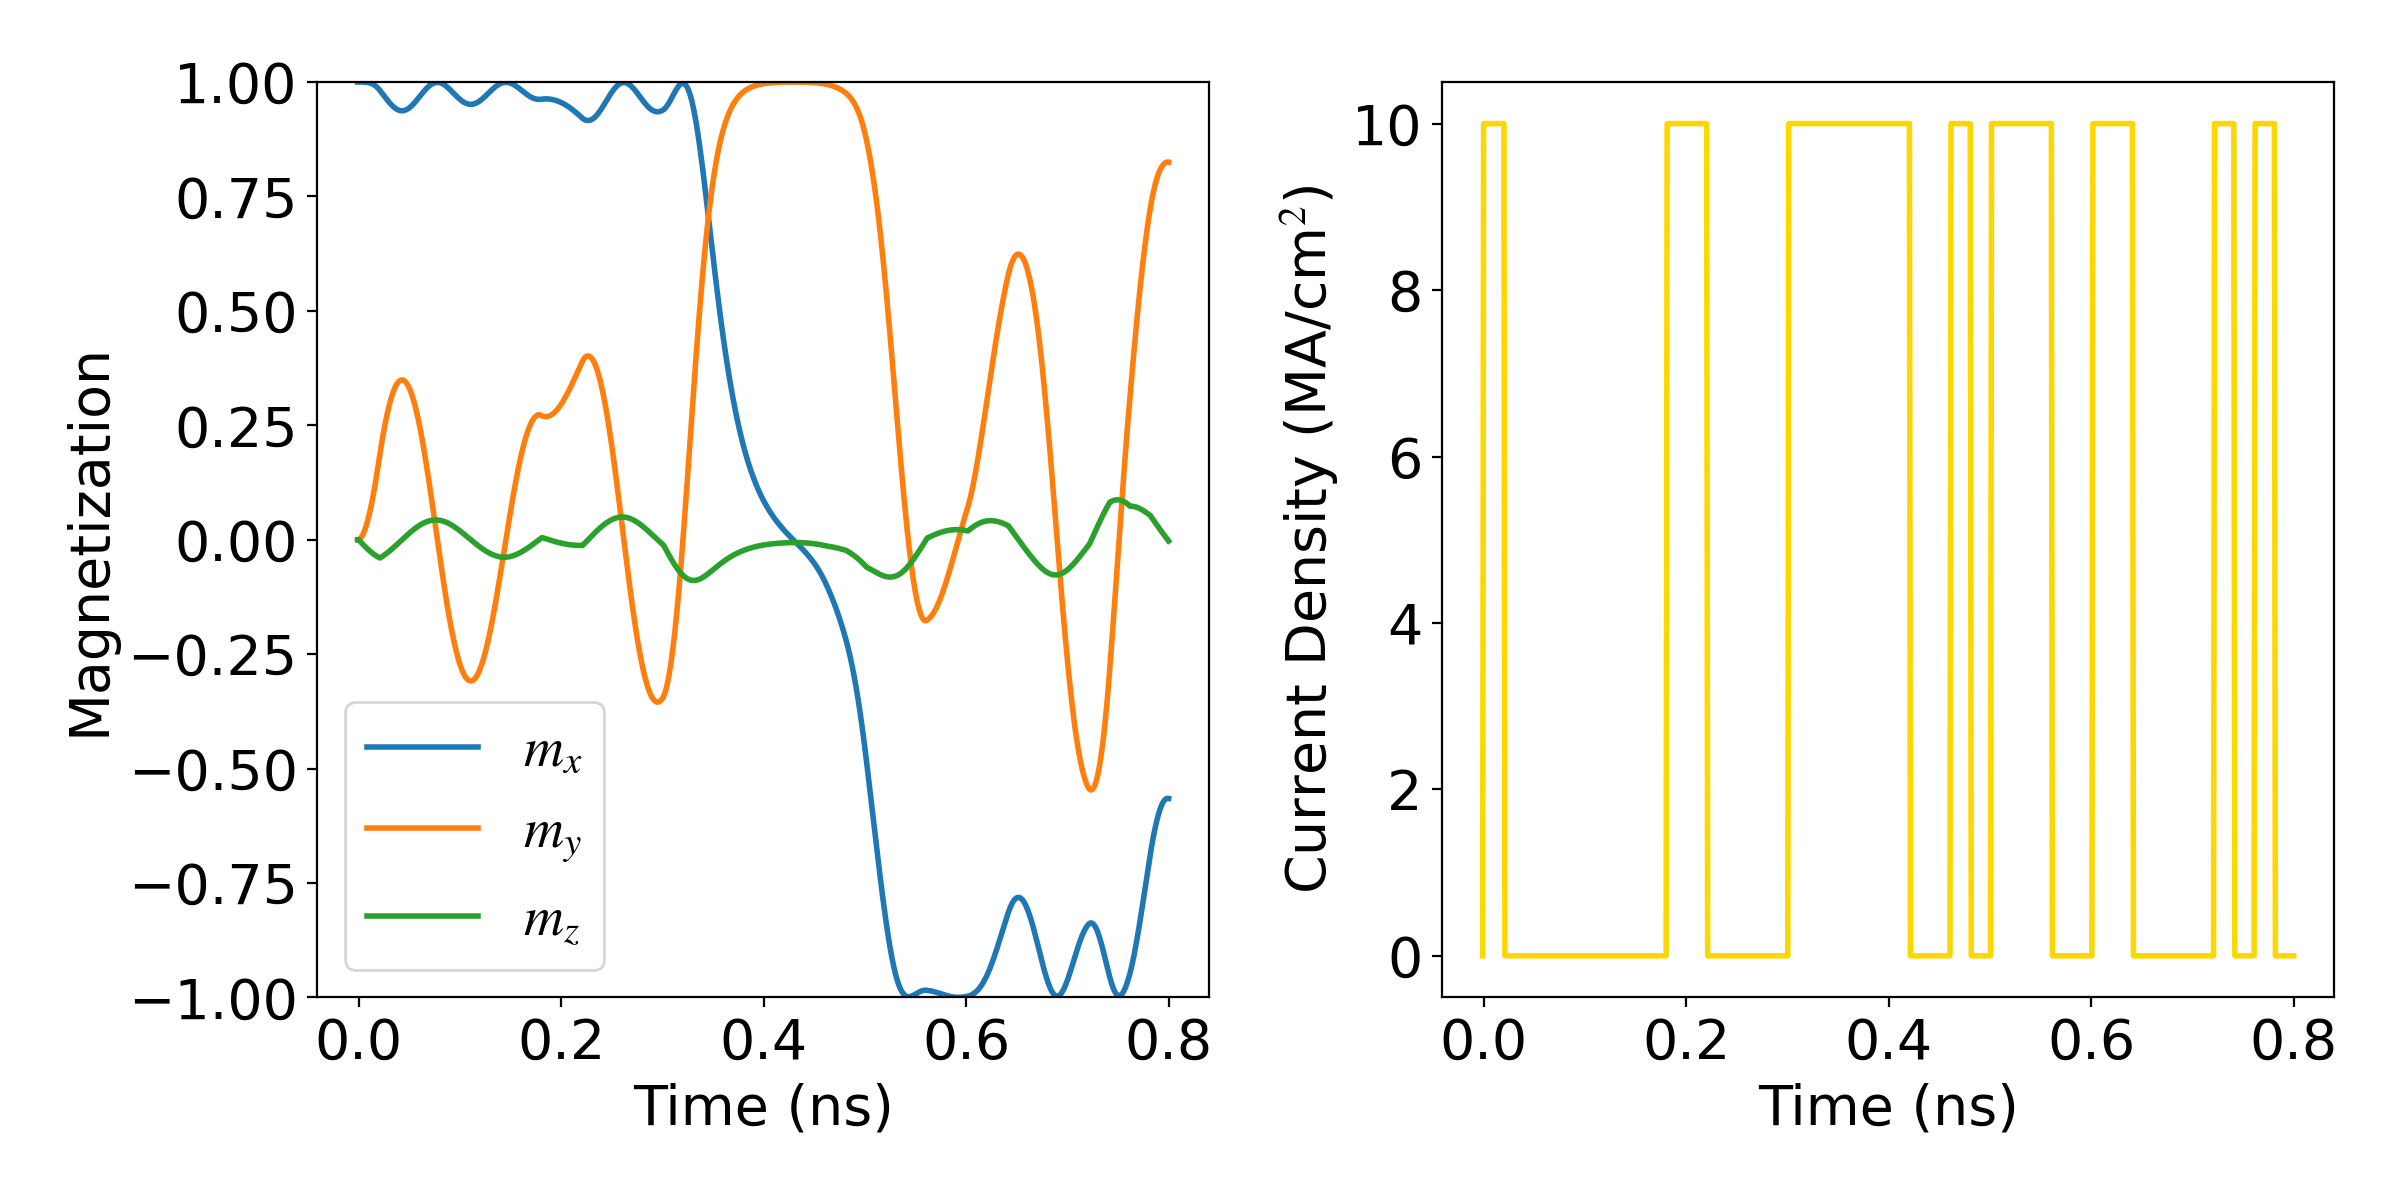 1.00
0.75
0.50
0.25
0.00
−0.25
−0.50
−0.75
−1.00
Magnetization
m_x
m_y
m_z
0.0 0.2 0.4 0.6 0.8
Time (ns)
10
8
6
4
2
0
Current Density (MA/cm²)
0.0 0.2 0.4 0.6 0.8
Time (ns)